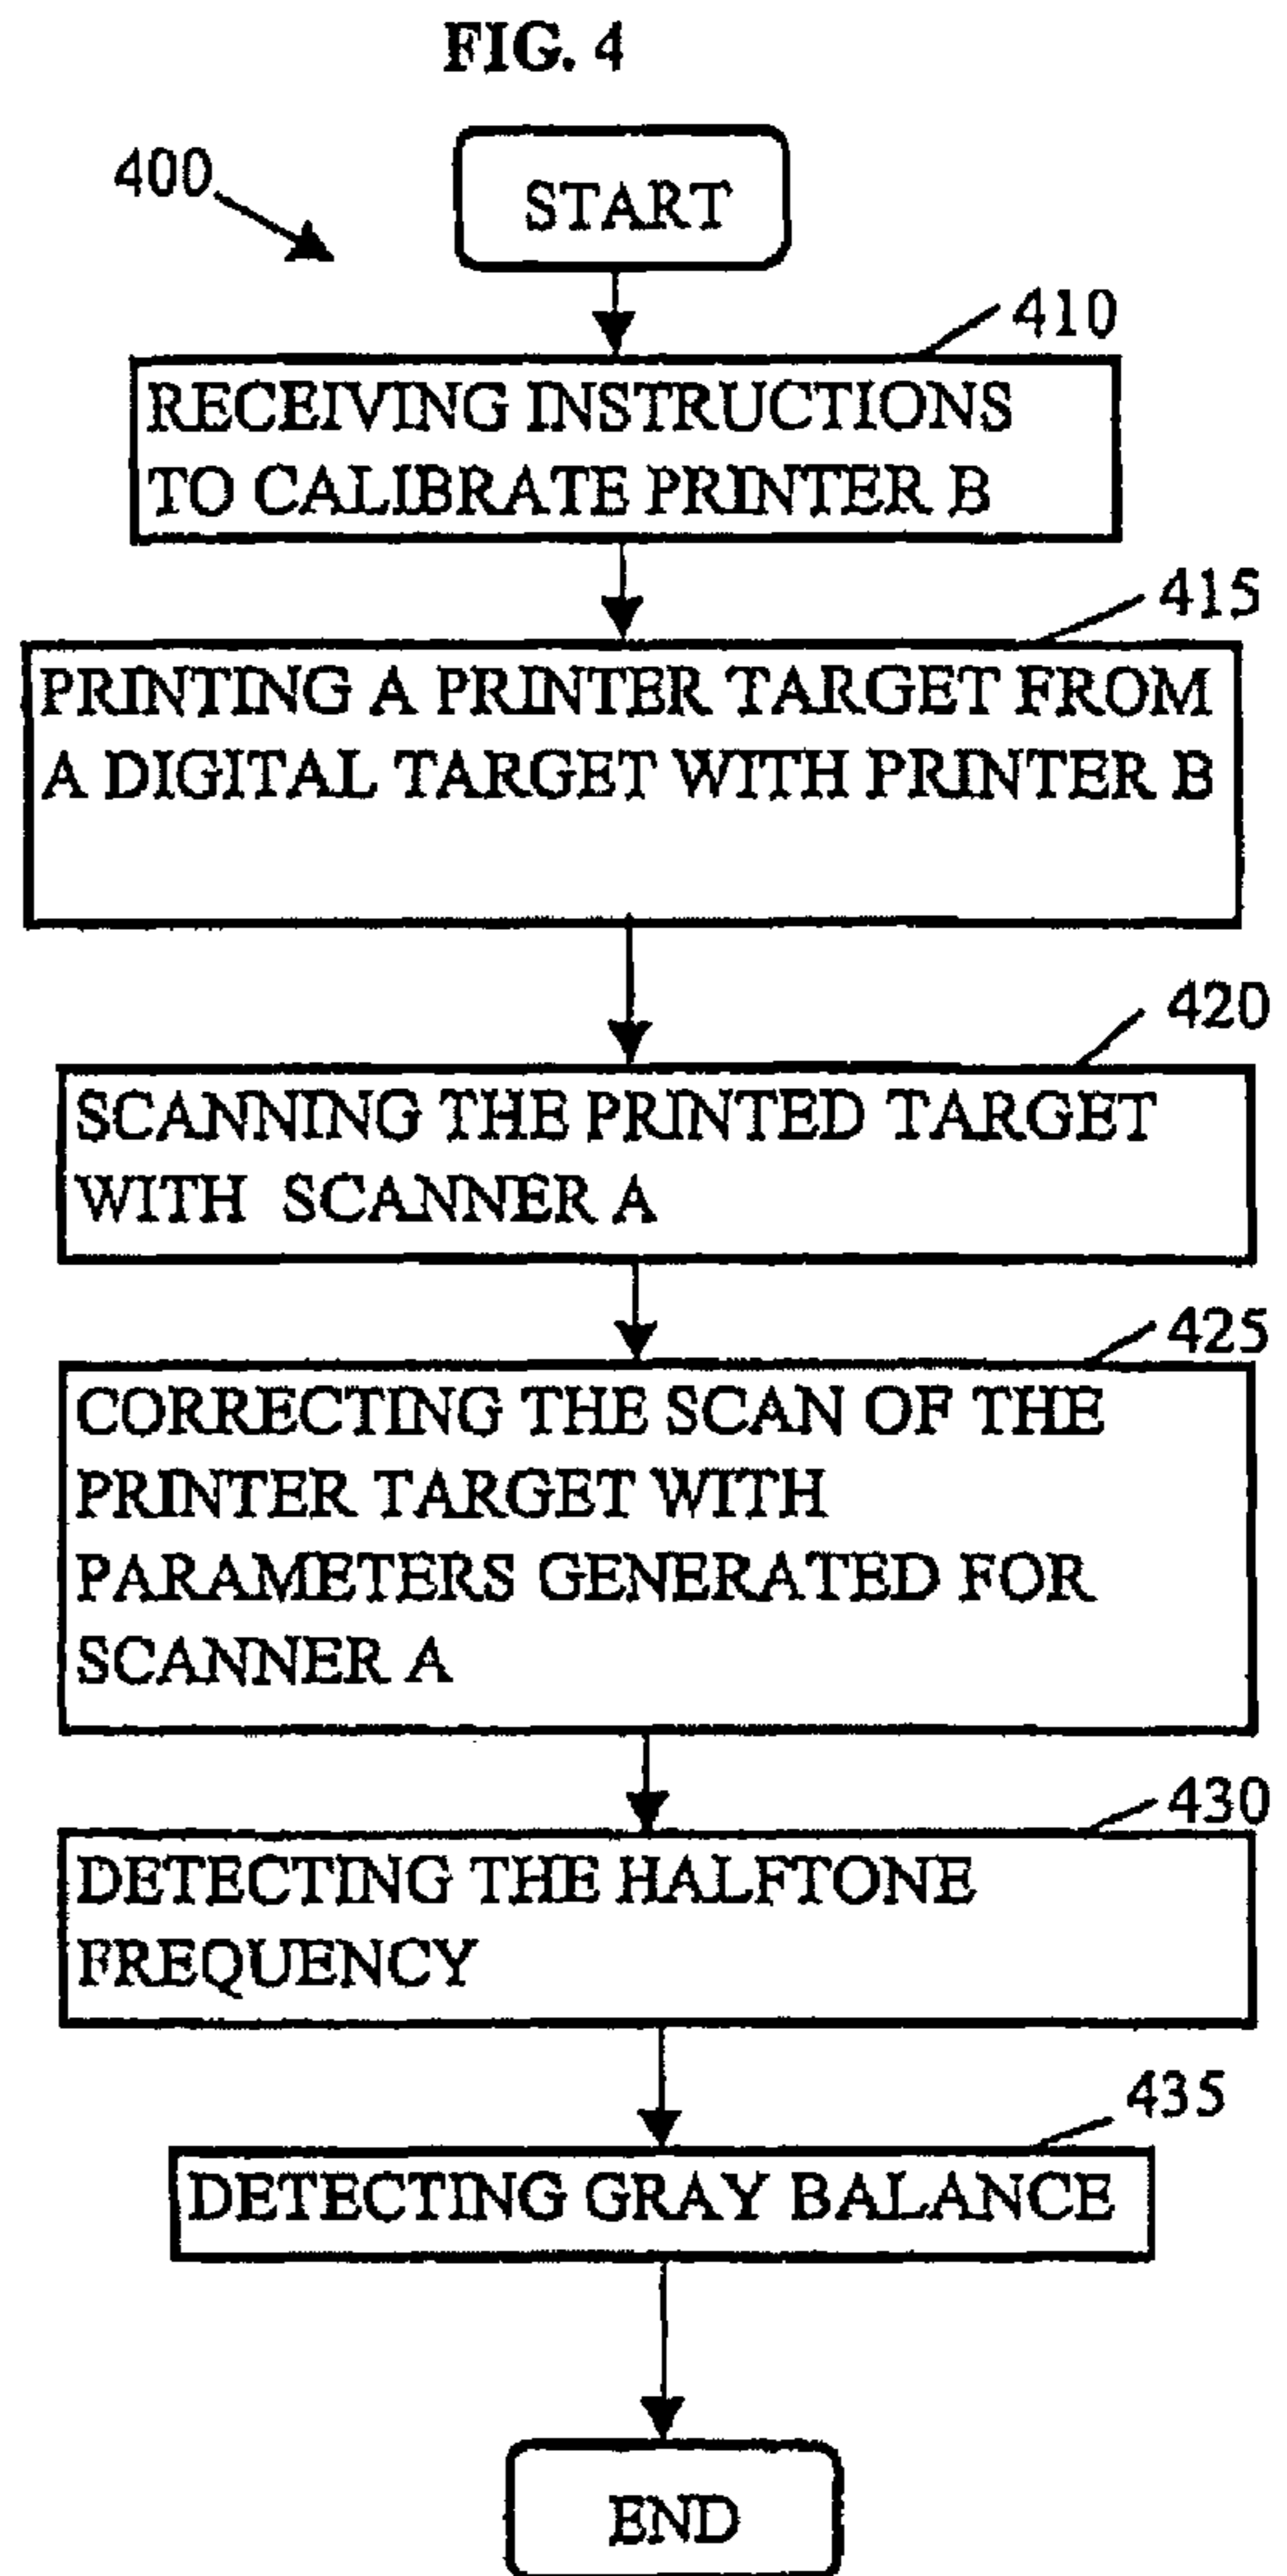 FIG. 4
400
START
410
RECEIVING INSTRUCTIONS
TO CALIBRATE PRINTER B
415
PRINTING A PRINTER TARGET FROM
A DIGITAL TARGET WITH PRINTER B
420
SCANNING THE PRINTED TARGET
WITH SCANNER A
425
CORRECTING THE SCAN OF THE
PRINTER TARGET WITH
PARAMETERS GENERATED FOR
SCANNER A
430
DETECTING THE HALFTONE
FREQUENCY
435
DETECTING GRAY BALANCE
END